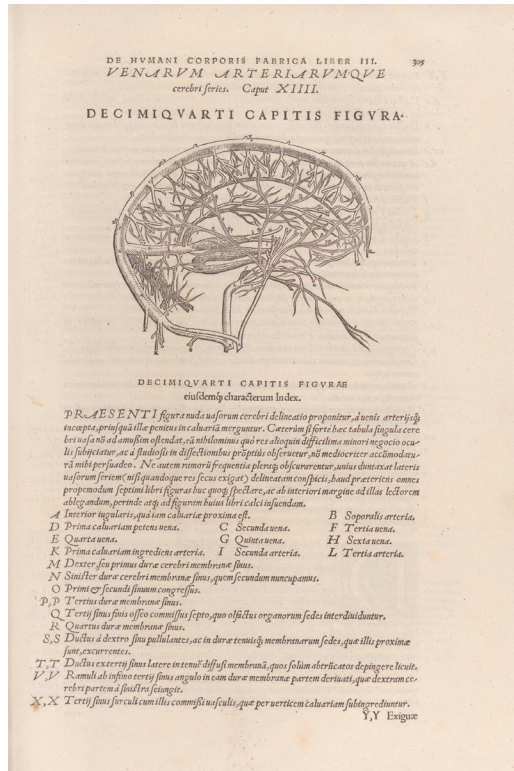 DE HVMANI CORPORIS FABRICA LIBER III. 305
VENARVM ARTERIARVMQVE
cerebri series. Caput XIIII.
DECIMIQVARTI CAPITIS FIGVRA.
DECIMIQVARTI CAPITIS FIGVRAE
eiusdemq́; characterum Index.
PRAESENTI figura nuda uasorum cerebri delineatio proponitur, à uenis arterijsq́;
incœpta, priusquã illæ penitus in caluariã mergantur. Cæterùm si forte hæc tabula singula cere
bri uasa nõ ad amußim ostendat, eã nihilominus quò res alioquin difficilima minori negocio ocu-
lis subijciatur, ac à studiosis in dissectionibus prõptiùs obseruetur, nõ mediocriter accõmodatu-
rã mihi persuadeo. Ne autem ramorũ frequentia pleraq; obscurarentur, unius duntaxat lateris
uasorum seriem (nisi quandoque res secus exigat) delineatam conspicis, haud præteriens omnes
propemodum septimi libri figuras huc quoq; spectare, ac ab interiori margine ad illas lectorem
ablegandum, perinde atq; ad figuram huius libri calci insuendam.
A Interior iugularis, quà iam caluariæ proxima est. B Soporalis arteria.
D Prima caluariam petens uena. C Secunda uena. F Tertia uena.
E Quarta uena. G Quinta uena. H Sexta uena.
K Prima caluariam ingrediens arteria. I Secunda arteria. L Tertia arteria.
M Dexter, seu primus duræ cerebri membranæ sinus.
N Sinister duræ cerebri membranæ sinus, quem secundum nuncupamus.
O Primi & secundi sinuum congressus.
P,P Tertius duræ membranæ sinus.
Q Tertij sinus finis osseo commissus septo, quo olfactus organorum sedes interdiuiduntur.
R Quartus duræ membranæ sinus.
S,S Ductus à dextro sinu pullulantes, ac in duræ tenuisq́; membranarum sedes, quæ illis proximæ
sunt, excurrentes.
T,T Ductus ex tertij sinus latere in tenuẽ diffusi membranã, quos solùm abtrũcatos depingere licuit.
V,V Ramuli ab infimo tertij sinus angulo in eam duræ membranæ partem deriuati, quæ dextram ce-
rebri partem à sinistra seiungit.
X,X Tertij sinus surculi cum illis commißi uasculis, quæ per uerticem caluariam subingrediuntur.
Y,Y Exiguæ